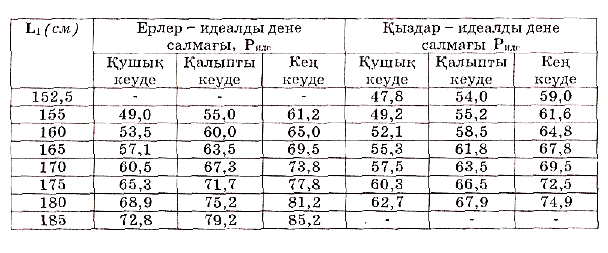 L₁ (см) Ерлер – идеалды дене Қыздар – идеалды дене
салмағы, Ридс салмағы Ридс
Қушық Қалыпты Кең Қушық Қалыпты Кең
кеуде кеуде кеуде кеуде кеуде кеуде
152,5 - - - 47,8 54,0 59,0
155 49,0 55,0 61,2 49,2 55,2 61,6
160 53,5 60,0 65,0 52,1 58,5 64,8
165 57,1 63,5 69,5 55,3 61,8 67,8
170 60,5 67,3 73,8 57,5 63,5 69,5
175 65,3 71,7 77,8 60,3 66,5 72,5
180 68,9 75,2 81,2 62,7 67,9 74,9
185 72,8 79,2 85,2 - - -